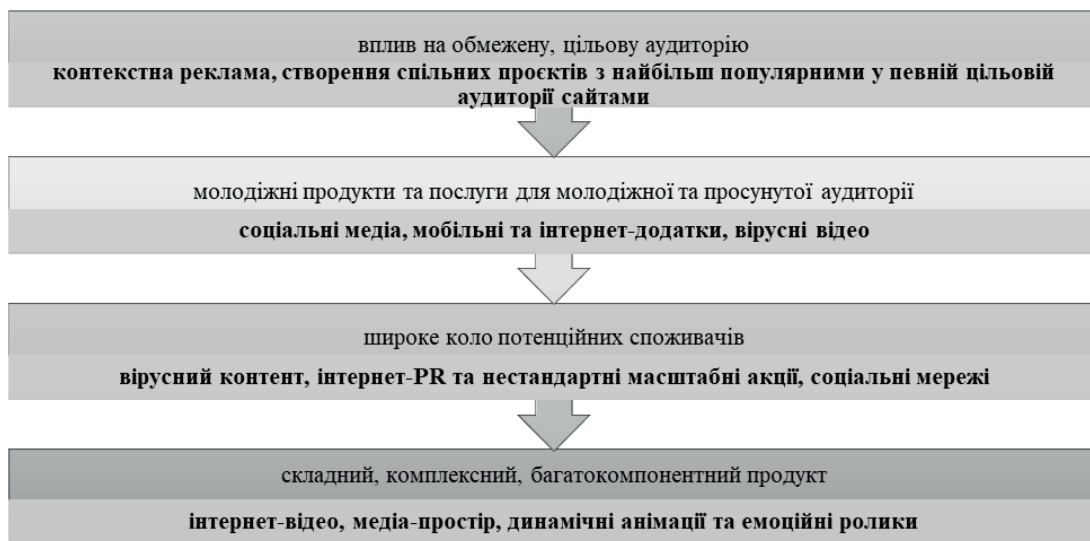 вплив на обмежену, цільову аудиторію
контекстна реклама, створення спільних проєктів з найбільш популярними у певній цільовій
аудиторії сайтами
молодіжні продукти та послуги для молодіжної та просунутої аудиторії
соціальні медіа, мобільні та інтернет-додатки, вірусні відео
широке коло потенційних споживачів
вірусний контент, інтернет-PR та нестандартні масштабні акції, соціальні мережі
складний, комплексний, багатокомпонентний продукт
інтернет-відео, медіа-простір, динамічні анімації та емоційні ролики